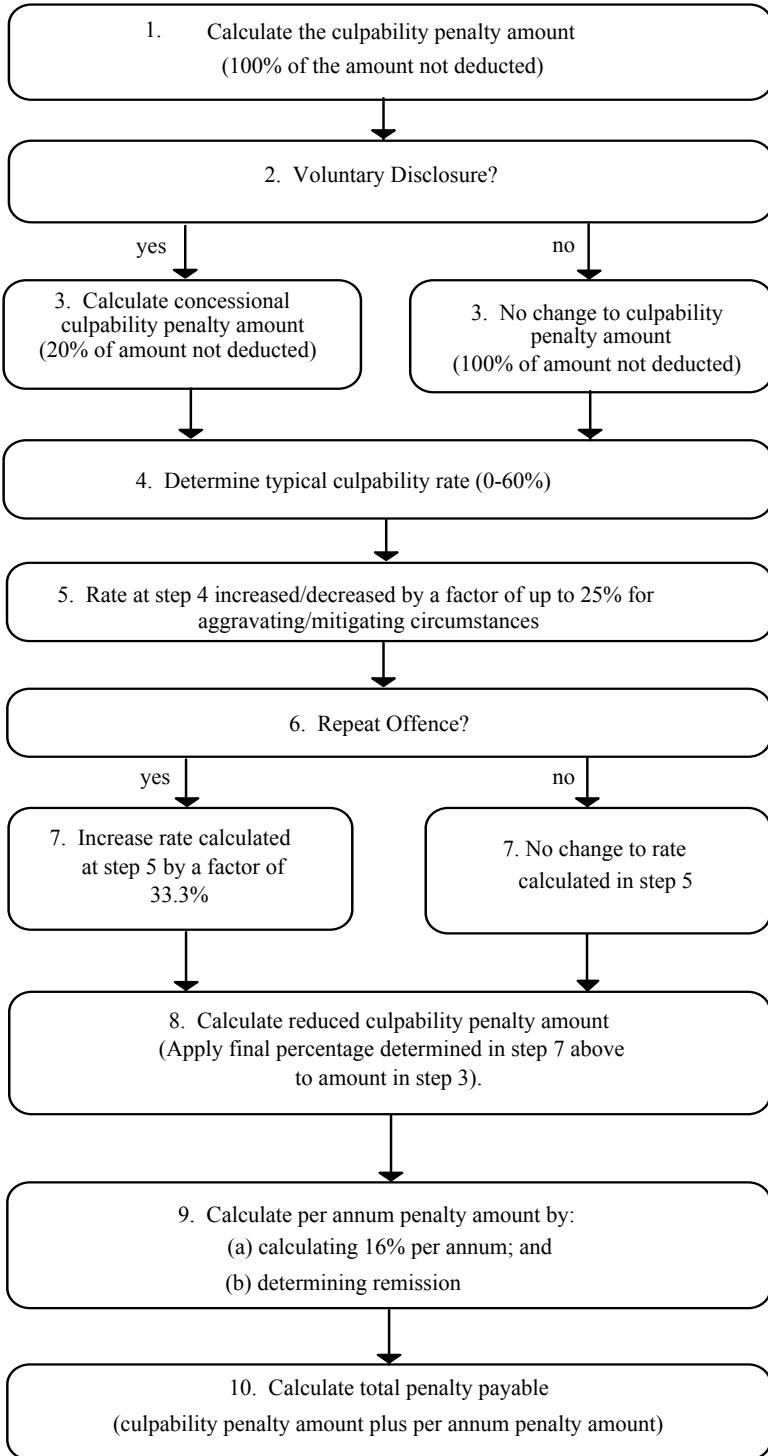 1. Calculate the culpability penalty amount
(100% of the amount not deducted)
2. Voluntary Disclosure?
yes
no
3. Calculate concessional
culpability penalty amount
(20% of amount not deducted)
3. No change to culpability
penalty amount
(100% of amount not deducted)
4. Determine typical culpability rate (0-60%)
5. Rate at step 4 increased/decreased by a factor of up to 25% for
aggravating/mitigating circumstances
6. Repeat Offence?
yes
no
7. Increase rate calculated
at step 5 by a factor of
33.3%
7. No change to rate
calculated in step 5
8. Calculate reduced culpability penalty amount
(Apply final percentage determined in step 7 above
to amount in step 3).
9. Calculate per annum penalty amount by:
(a) calculating 16% per annum; and
(b) determining remission
10. Calculate total penalty payable
(culpability penalty amount plus per annum penalty amount)